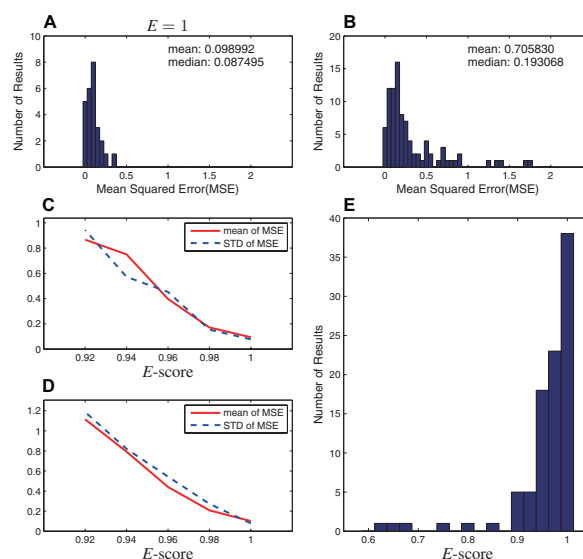 A
E = 1
mean: 0.098992
median: 0.087495
Number of Results
10
8
6
4
2
0
0
0.5
1
1.5
2
Mean Squared Error(MSE)
B
mean: 0.705830
median: 0.193068
Number of Results
20
16
12
10
6
2
0
0
0.5
1
1.5
2
Mean Squared Error(MSE)
C
mean of MSE
STD of MSE
1
0.8
0.6
0.4
0.2
0
0.92
0.94
0.96
0.98
1
E-score
D
mean of MSE
STD of MSE
1.2
1
0.8
0.6
0.4
0.2
0
0.92
0.94
0.96
0.98
1
E-score
E
Number of Results
40
35
30
25
20
15
10
5
0
0.6
0.7
0.8
0.9
1
E-score